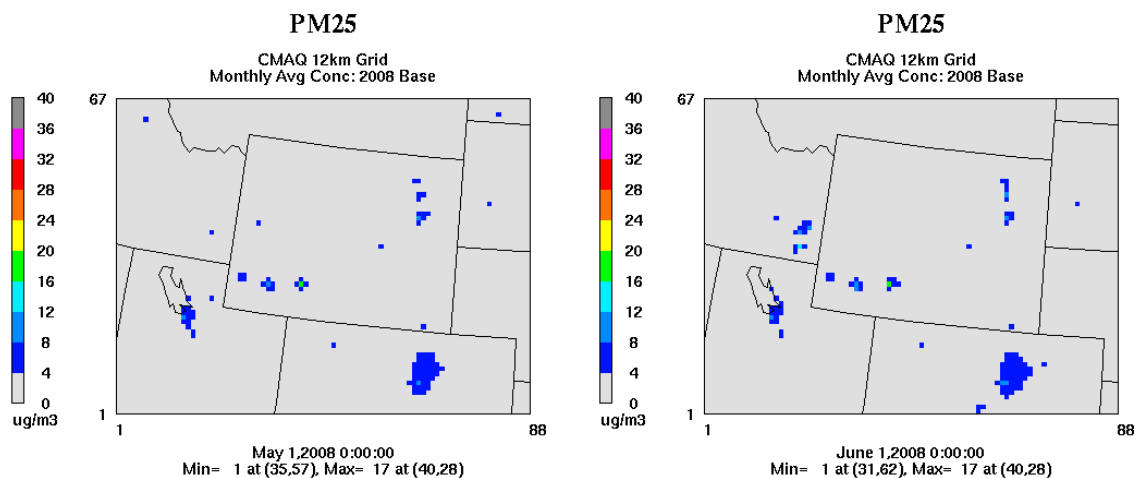 PM25
CMAQ 12km Grid
Monthly Avg Conc: 2008 Base
40
36
32
28
24
20
16
12
8
4
0
ug/m3
67
1
1
88
May 1,2008 0:00:00
Min= 1 at (35,57), Max= 17 at (40,28)
PM25
CMAQ 12km Grid
Monthly Avg Conc: 2008 Base
40
36
32
28
24
20
16
12
8
4
0
ug/m3
67
1
1
88
June 1,2008 0:00:00
Min= 1 at (31,62), Max= 17 at (40,28)